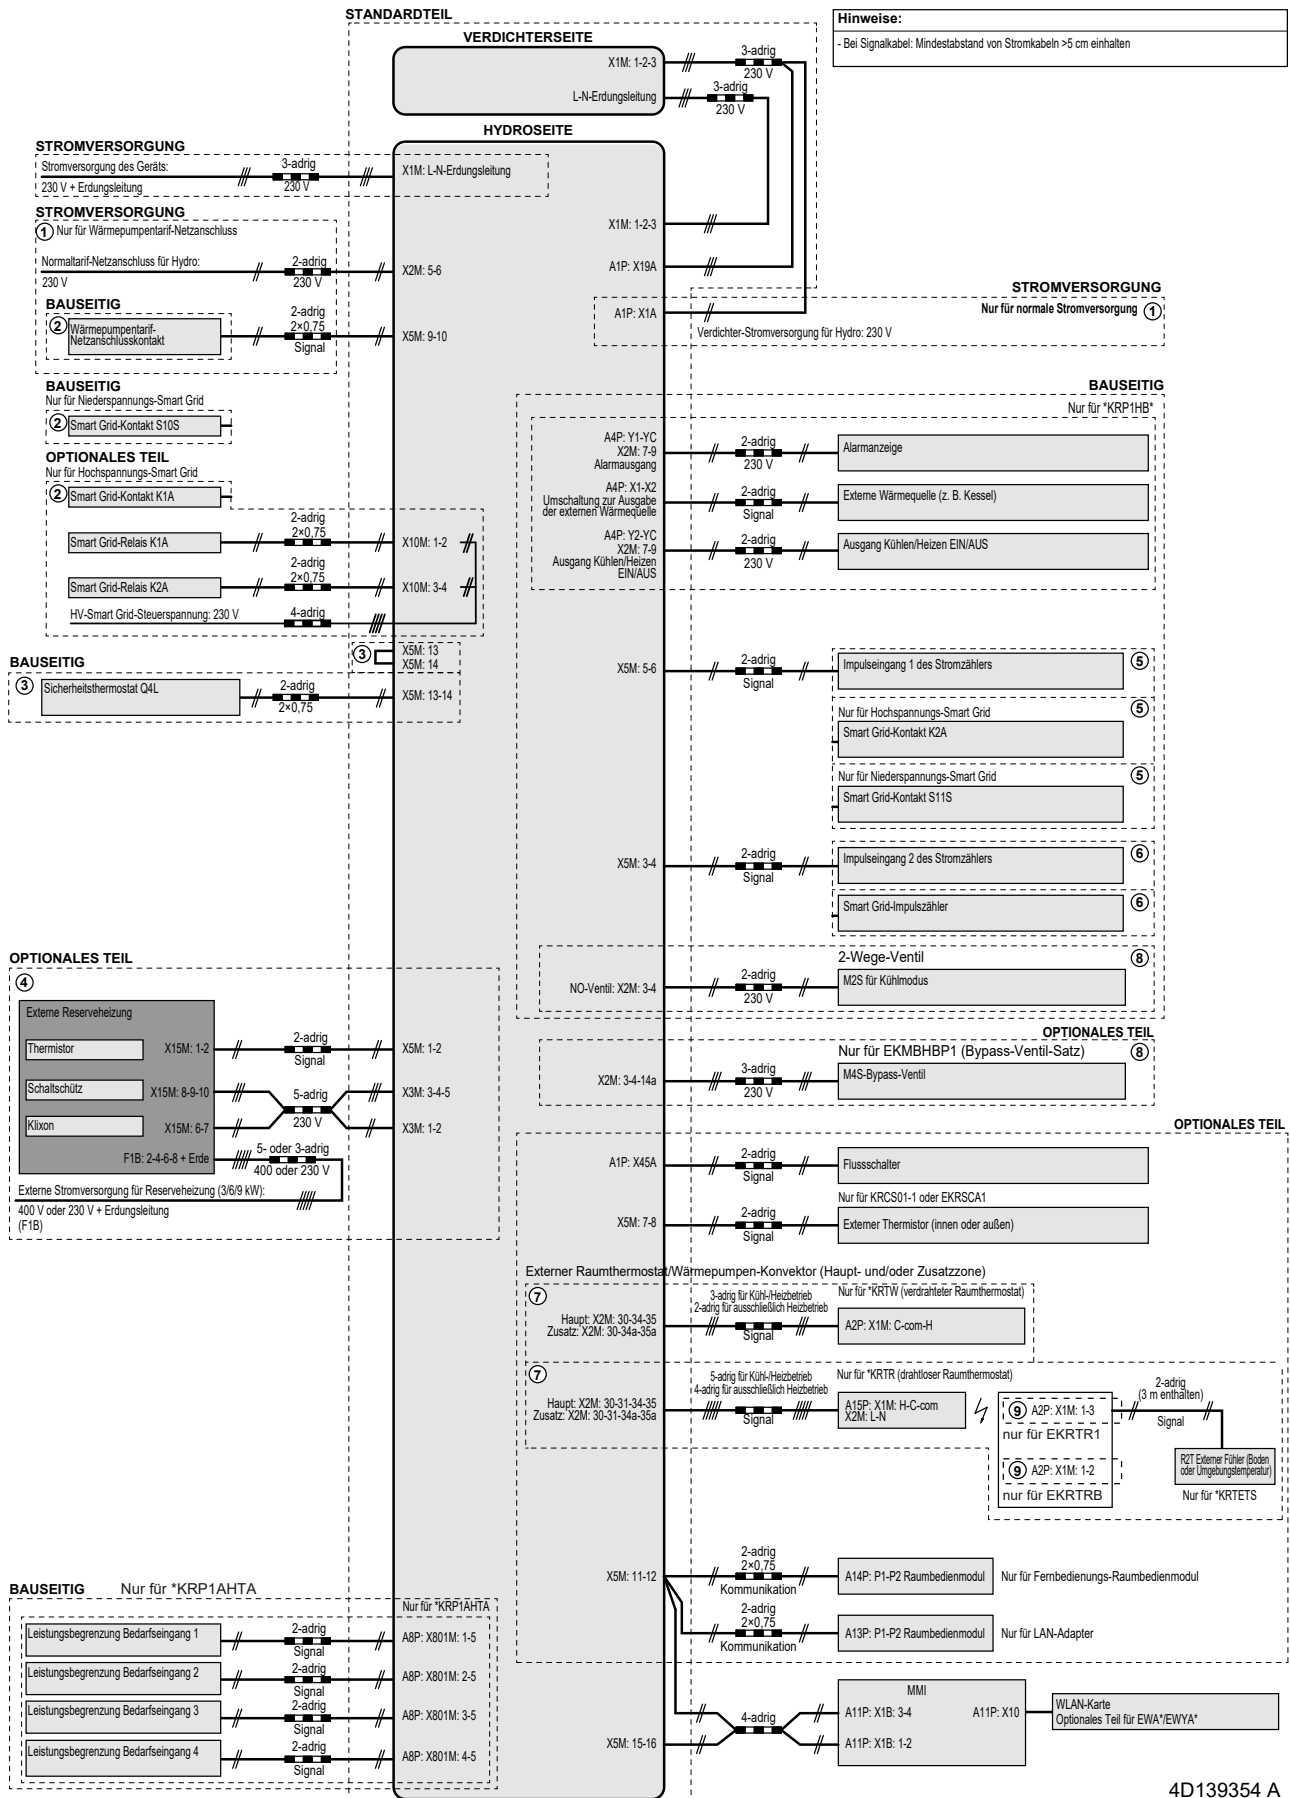 STANDARDTEIL
Hinweise:
- Bei Signalkabel: Mindestabstand von Stromkabeln >5 cm einhalten
VERDICHTERSEITE
X1M: 1-2-3
3-adrig
230 V
L-N-Erdungsleitung
3-adrig
230 V
HYDROSEITE
STROMVERSORGUNG
Stromversorgung des Geräts:
230 V + Erdungsleitung
3-adrig
230 V
X1M: L-N-Erdungsleitung
STROMVERSORGUNG
1 Nur für Wärmepumpentarif-Netzanschluss
Normaltarif-Netzanschluss für Hydro:
230 V
2-adrig
230 V
X2M: 5-6
BAUSEITIG
2 Wärmepumpentarif-
Netzanschlusskontakt
2-adrig
2×0,75
Signal
X5M: 9-10
X1M: 1-2-3
A1P: X19A
STROMVERSORGUNG
A1P: X1A
Nur für normale Stromversorgung 1
Verdichter-Stromversorgung für Hydro: 230 V
BAUSEITIG
Nur für Niederspannungs-Smart Grid
2 Smart Grid-Kontakt S10S
OPTIONALES TEIL
Nur für Hochspannungs-Smart Grid
2 Smart Grid-Kontakt K1A
Smart Grid-Relais K1A
2-adrig
2×0,75
X10M: 1-2
Smart Grid-Relais K2A
2-adrig
2×0,75
X10M: 3-4
HV-Smart Grid-Steuerspannung: 230 V
4-adrig
3 X5M: 13
X5M: 14
BAUSEITIG
3 Sicherheitsthermostat Q4L
2-adrig
2×0,75
X5M: 13-14
BAUSEITIG
Nur für *KRP1HB*
A4P: Y1-YC
X2M: 7-9
Alarmausgang
2-adrig
230 V
Alarmanzeige
A4P: X1-X2
Umschaltung zur Ausgabe
der externen Wärmequelle
2-adrig
Signal
Externe Wärmequelle (z. B. Kessel)
A4P: Y2-YC
X2M: 7-9
Ausgang Kühlen/Heizen
EIN/AUS
2-adrig
230 V
Ausgang Kühlen/Heizen EIN/AUS
X5M: 5-6
2-adrig
Signal
Impulseingang 1 des Stromzählers
5
Nur für Hochspannungs-Smart Grid
5
Smart Grid-Kontakt K2A
Nur für Niederspannungs-Smart Grid
5
Smart Grid-Kontakt S11S
X5M: 3-4
2-adrig
Signal
Impulseingang 2 des Stromzählers
6
Smart Grid-Impulszähler
6
2-Wege-Ventil
8
NO-Ventil: X2M: 3-4
2-adrig
230 V
M2S für Kühlmodus
OPTIONALES TEIL
Nur für EKMBHBP1 (Bypass-Ventil-Satz)
8
X2M: 3-4-14a
3-adrig
230 V
M4S-Bypass-Ventil
OPTIONALES TEIL
4
Externe Reserveheizung
Thermistor
X15M: 1-2
2-adrig
Signal
X5M: 1-2
Schaltschütz
X15M: 8-9-10
5-adrig
230 V
X3M: 3-4-5
Klixon
X15M: 6-7
X3M: 1-2
F1B: 2-4-6-8 + Erde
5- oder 3-adrig
400 oder 230 V
Externe Stromversorgung für Reserveheizung (3/6/9 kW):
400 V oder 230 V + Erdungsleitung
(F1B)
OPTIONALES TEIL
A1P: X45A
2-adrig
Signal
Flussschalter
Nur für KRCS01-1 oder EKRSCA1
X5M: 7-8
2-adrig
Signal
Externer Thermistor (innen oder außen)
Externer Raumthermostat/Wärmepumpen-Konvektor (Haupt- und/oder Zusatzzone)
7
Haupt: X2M: 30-34-35
Zusatz: X2M: 30-34a-35a
3-adrig für Kühl-/Heizbetrieb
2-adrig für ausschließlich Heizbetrieb
Signal
Nur für *KRTW (verdrahteter Raumthermostat)
A2P: X1M: C-com-H
7
Haupt: X2M: 30-31-34-35
Zusatz: X2M: 30-31-34a-35a
5-adrig für Kühl-/Heizbetrieb
4-adrig für ausschließlich Heizbetrieb
Signal
Nur für *KRTR (drahtloser Raumthermostat)
A15P: X1M: H-C-com
X2M: L-N
9 A2P: X1M: 1-3
nur für EKRTR1
9 A2P: X1M: 1-2
nur für EKRTRB
2-adrig
(3 m enthalten)
Signal
R2T Externer Fühler (Boden
oder Umgebungstemperatur)
Nur für *KRTETS
X5M: 11-12
2-adrig
2×0,75
Kommunikation
A14P: P1-P2 Raumbedienmodul
Nur für Fernbedienungs-Raumbedienmodul
2-adrig
2×0,75
Kommunikation
A13P: P1-P2 Raumbedienmodul
Nur für LAN-Adapter
BAUSEITIG
Nur für *KRP1AHTA
Nur für *KRP1AHTA
Leistungsbegrenzung Bedarfseingang 1
2-adrig
Signal
A8P: X801M: 1-5
Leistungsbegrenzung Bedarfseingang 2
2-adrig
Signal
A8P: X801M: 2-5
Leistungsbegrenzung Bedarfseingang 3
2-adrig
Signal
A8P: X801M: 3-5
Leistungsbegrenzung Bedarfseingang 4
2-adrig
Signal
A8P: X801M: 4-5
X5M: 15-16
4-adrig
MMI
A11P: X1B: 3-4
A11P: X1B: 1-2
A11P: X10
WLAN-Karte
Optionales Teil für EWA*/EWYA*
4D139354 A